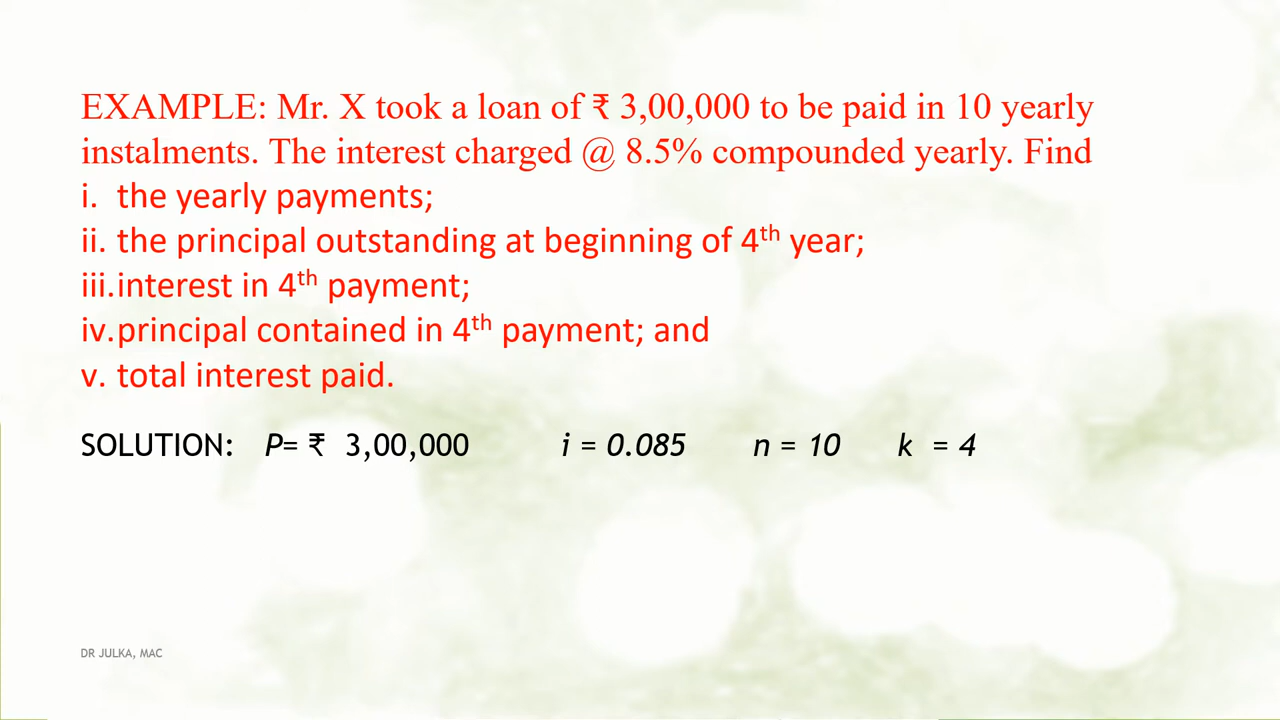 EXAMPLE: Mr. X took a loan of ₹ 3,00,000 to be paid in 10 yearly
instalments. The interest charged @ 8.5% compounded yearly. Find
i. the yearly payments;
ii. the principal outstanding at beginning of 4th year;
iii.interest in 4th payment;
iv.principal contained in 4th payment; and
v. total interest paid.
SOLUTION: P= ₹ 3,00,000 i = 0.085 n = 10 k = 4
DR JULKA, MAC